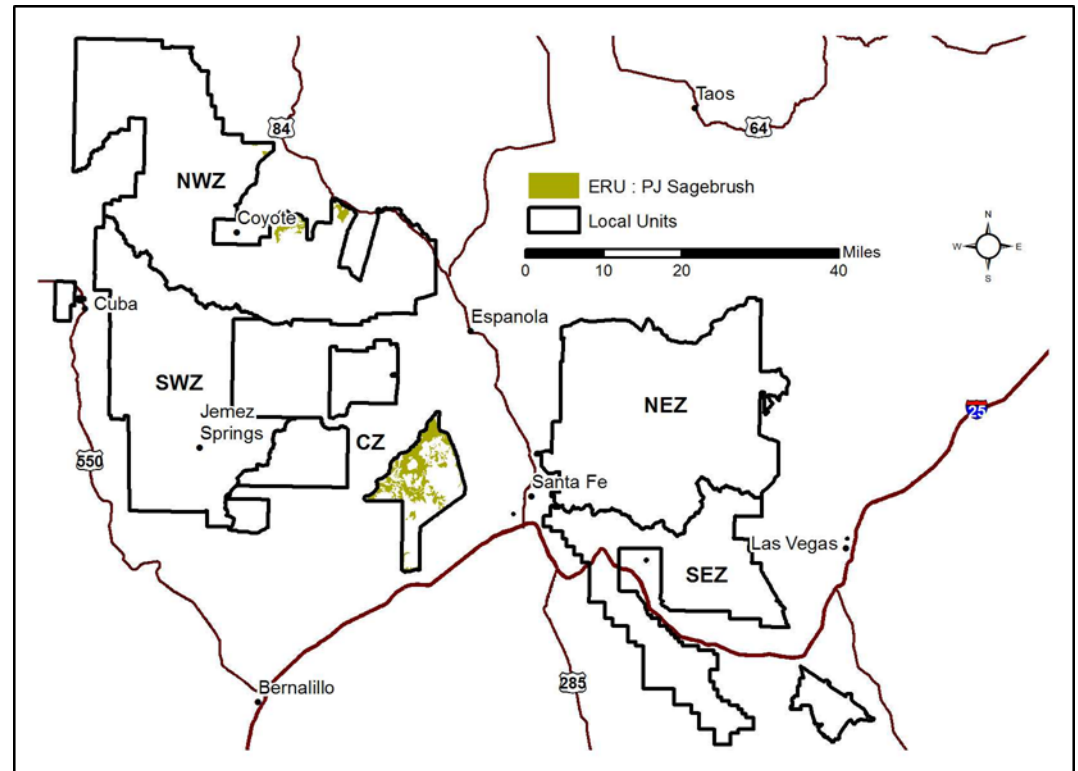 Taos
84
64
NWZ
ERU : PJ Sagebrush
Coyote
Local Units
Miles
0 10 20 40
N
W E
S
Cuba
Espanola
SWZ
NEZ
Jemez
Springs
CZ
25
550
Santa Fe
Las Vegas
SEZ
Bernalillo
285